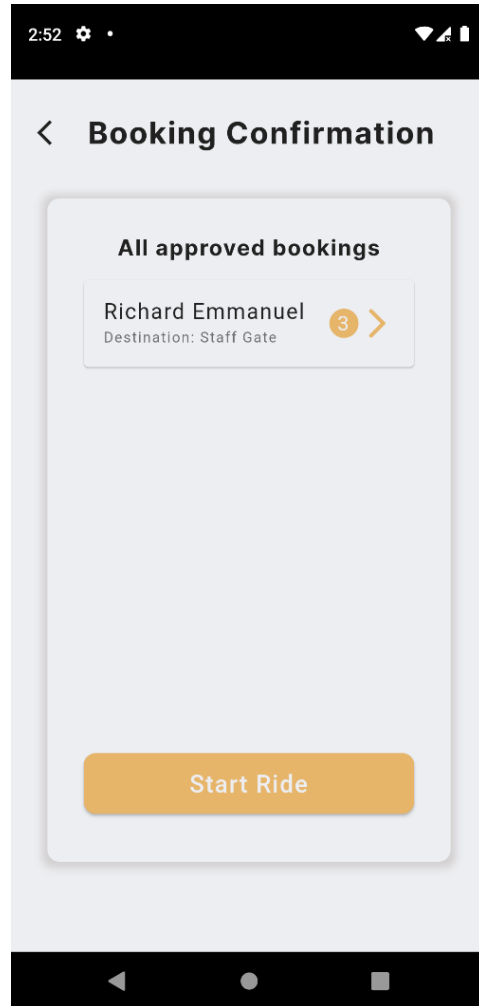 2:52
Booking Confirmation
All approved bookings
Richard Emmanuel
Destination: Staff Gate
3
Start Ride